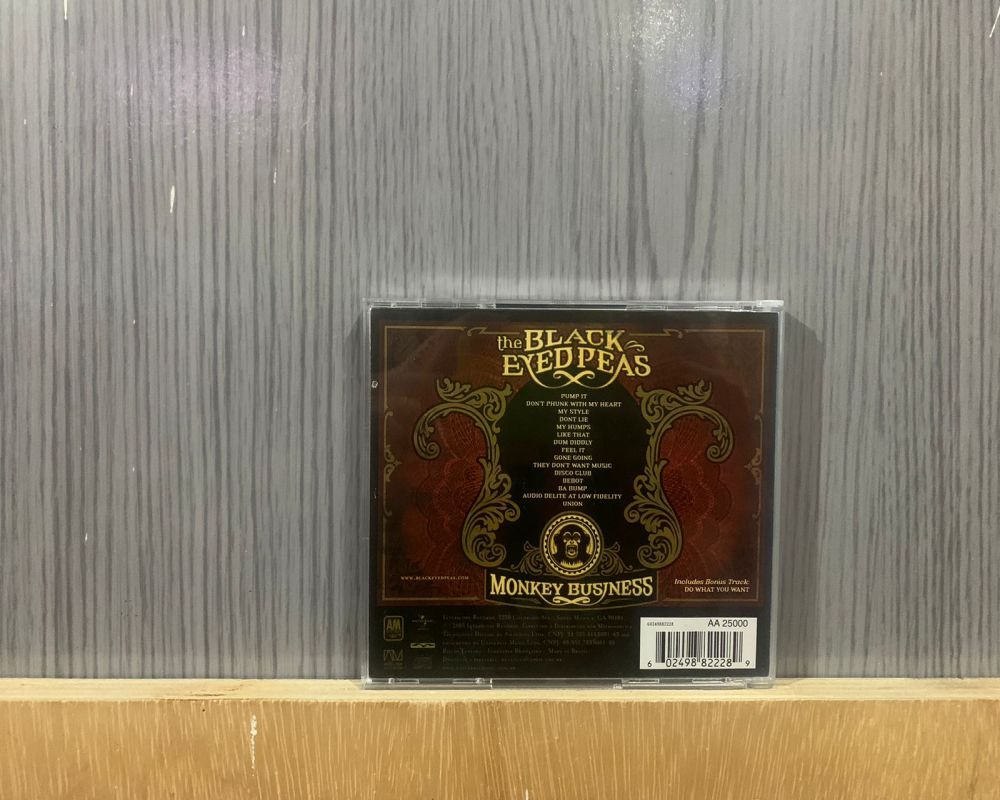 the BLACK
EYED PEAS
PUMP IT
DON'T PHUNK WITH MY HEART
MY STYLE
DONT LIE
MY HUMPS
LIKE THAT
DUM DIDDLY
FEEL IT
GONE GOING
THEY DON'T WANT MUSIC
DISCO CLUB
BEBOT
BA BUMP
AUDIO DELITE AT LOW FIDELITY
UNION
WWW.BLACKEYEDPEAS.COM
MONKEY BUSINESS
Includes Bonus Track:
DO WHAT YOU WANT
A&M
60249882228
AA 25000
6 02498 82228 9